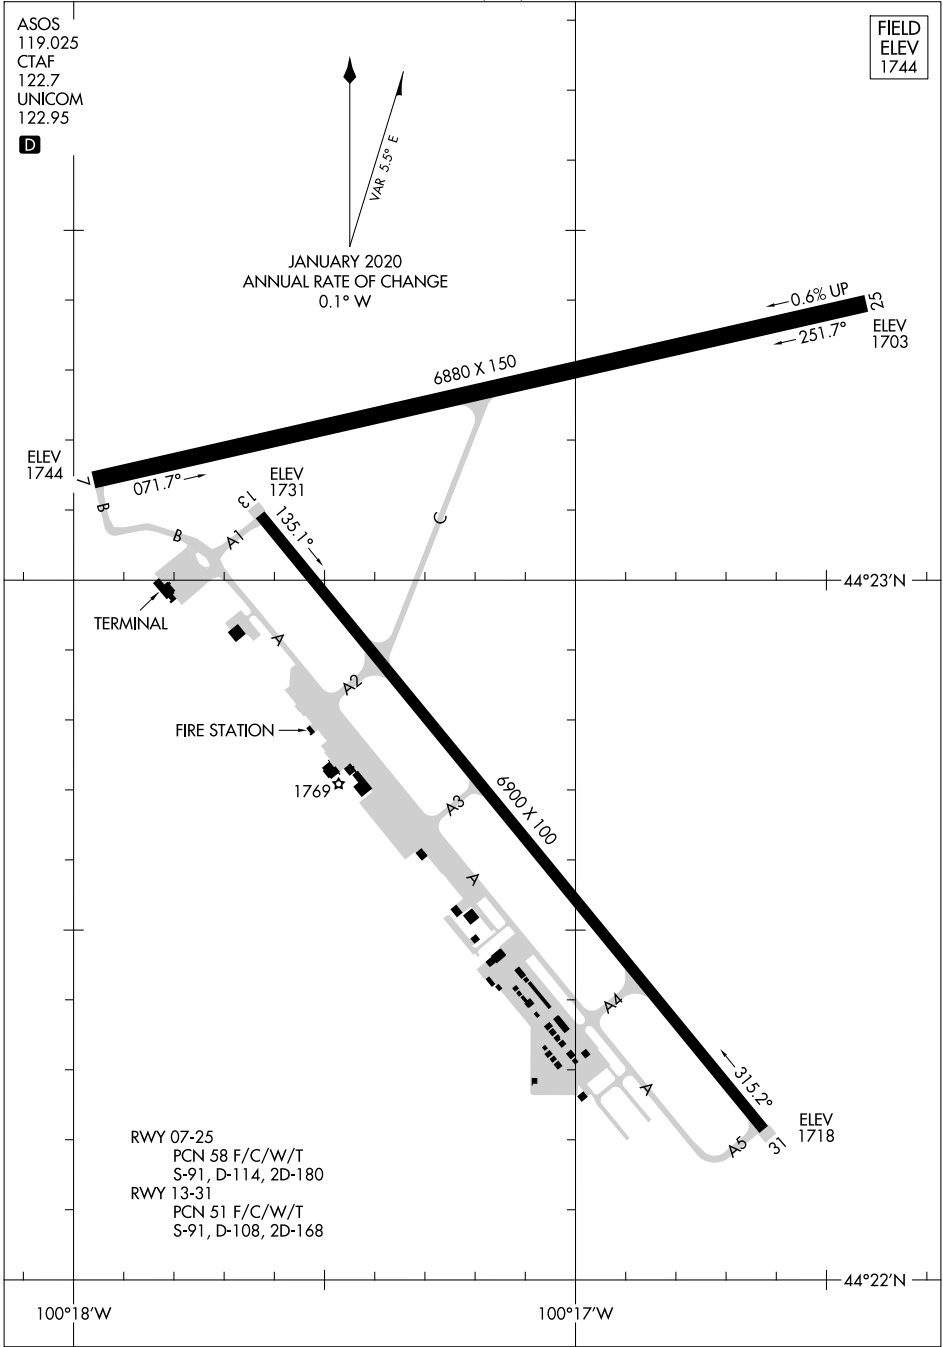 ASOS
119.025
CTAF
122.7
UNICOM
122.95
D
FIELD
ELEV
1744
VAR 5.5° E
JANUARY 2020
ANNUAL RATE OF CHANGE
0.1° W
0.6% UP
25
251.7°
ELEV
1703
6880 X 150
ELEV
1744
7
071.7°
ELEV
1731
13
135.1°
B
B
A1
C
44°23'N
TERMINAL
A
A2
FIRE STATION
1769
A3
6900 X 100
A
A4
315.2°
A
ELEV
1718
A5
31
RWY 07-25
PCN 58 F/C/W/T
S-91, D-114, 2D-180
RWY 13-31
PCN 51 F/C/W/T
S-91, D-108, 2D-168
44°22'N
100°18'W
100°17'W